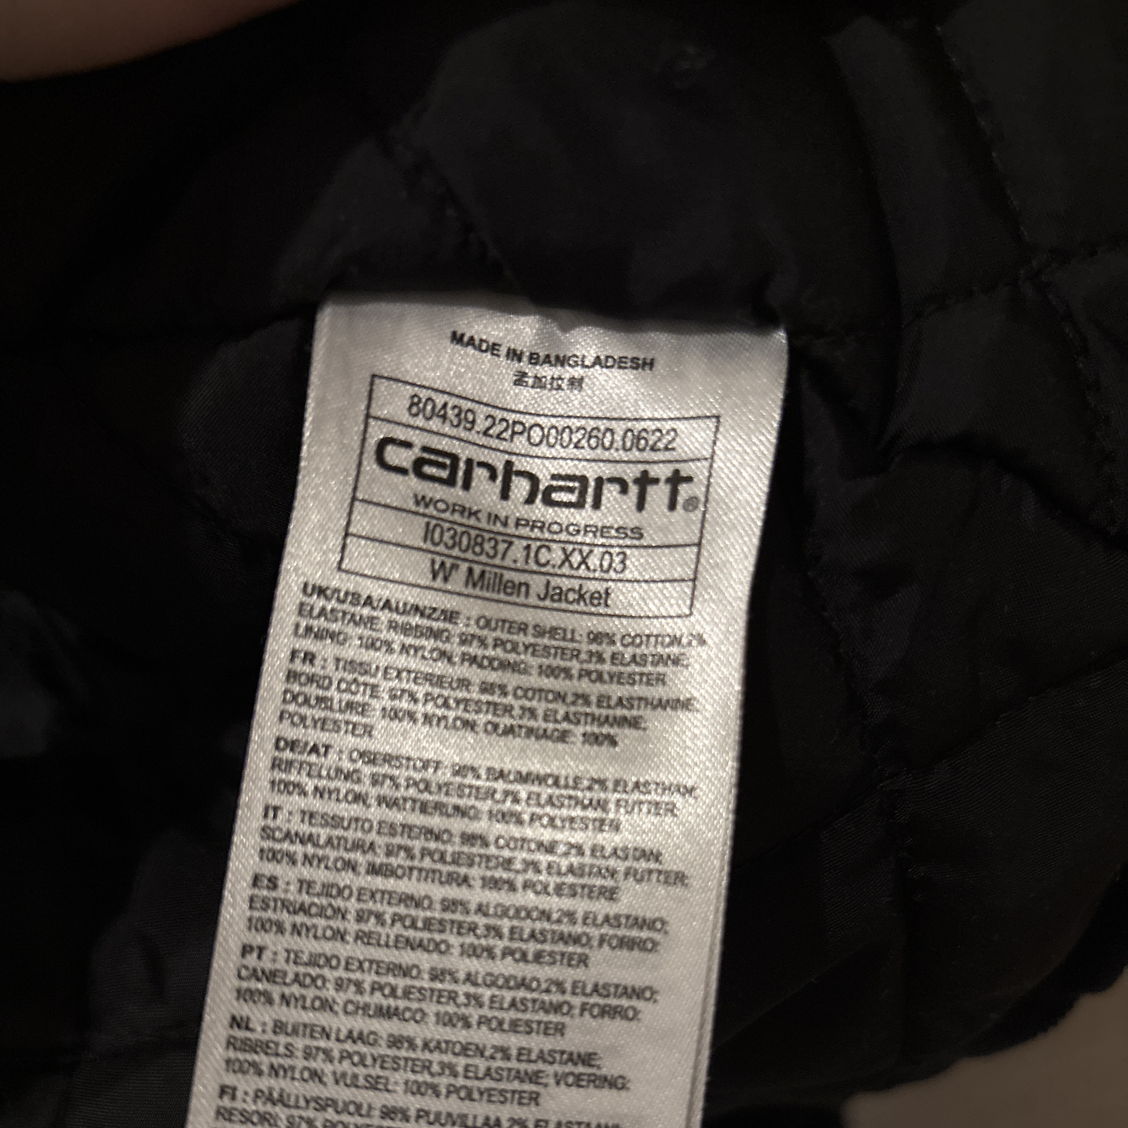 MADE IN BANGLADESH
孟加拉制
80439.22PO00260.0622
carhartt®
WORK IN PROGRESS
I030837.1C.XX.03
W' Millen Jacket
UK/USA/AU/NZ/IE : OUTER SHELL: 98% COTTON,2%
ELASTANE; RIBBING: 97% POLYESTER,3% ELASTANE;
LINING: 100% NYLON; PADDING: 100% POLYESTER
FR : TISSU EXTERIEUR: 98% COTON,2% ELASTHANNE;
BORD CÔTE: 97% POLYESTER,3% ELASTHANNE;
DOUBLURE: 100% NYLON; OUATINAGE: 100%
POLYESTER
DE/AT : OBERSTOFF: 98% BAUMWOLLE,2% ELASTHAN;
RIFFELUNG: 97% POLYESTER,3% ELASTHAN; FUTTER:
100% NYLON; WATTIERUNG: 100% POLYESTER
IT : TESSUTO ESTERNO: 98% COTONE,2% ELASTAN;
SCANALATURA: 97% POLIESTERE,3% ELASTAN; FUTTER:
100% NYLON; IMBOTTITURA: 100% POLIESTERE
ES : TEJIDO EXTERNO: 98% ALGODÓN,2% ELASTANO;
ESTRIACIÓN: 97% POLIESTER,3% ELASTANO; FORRO:
100% NYLON; RELLENADO: 100% POLIESTER
PT : TEJIDO EXTERNO: 98% ALGODAO,2% ELASTANO;
CANELADO: 97% POLIESTER,3% ELASTANO; FORRO:
100% NYLON; CHUMACO: 100% POLIESTER
NL : BUITEN LAAG: 98% KATOEN,2% ELASTANE;
RIBBELS: 97% POLYESTER,3% ELASTANE; VOERING:
100% NYLON; VULSEL: 100% POLYESTER
FI : PÄÄLLYSPUOLI: 98% PUUVILLAA,2%
RESORI: 97%